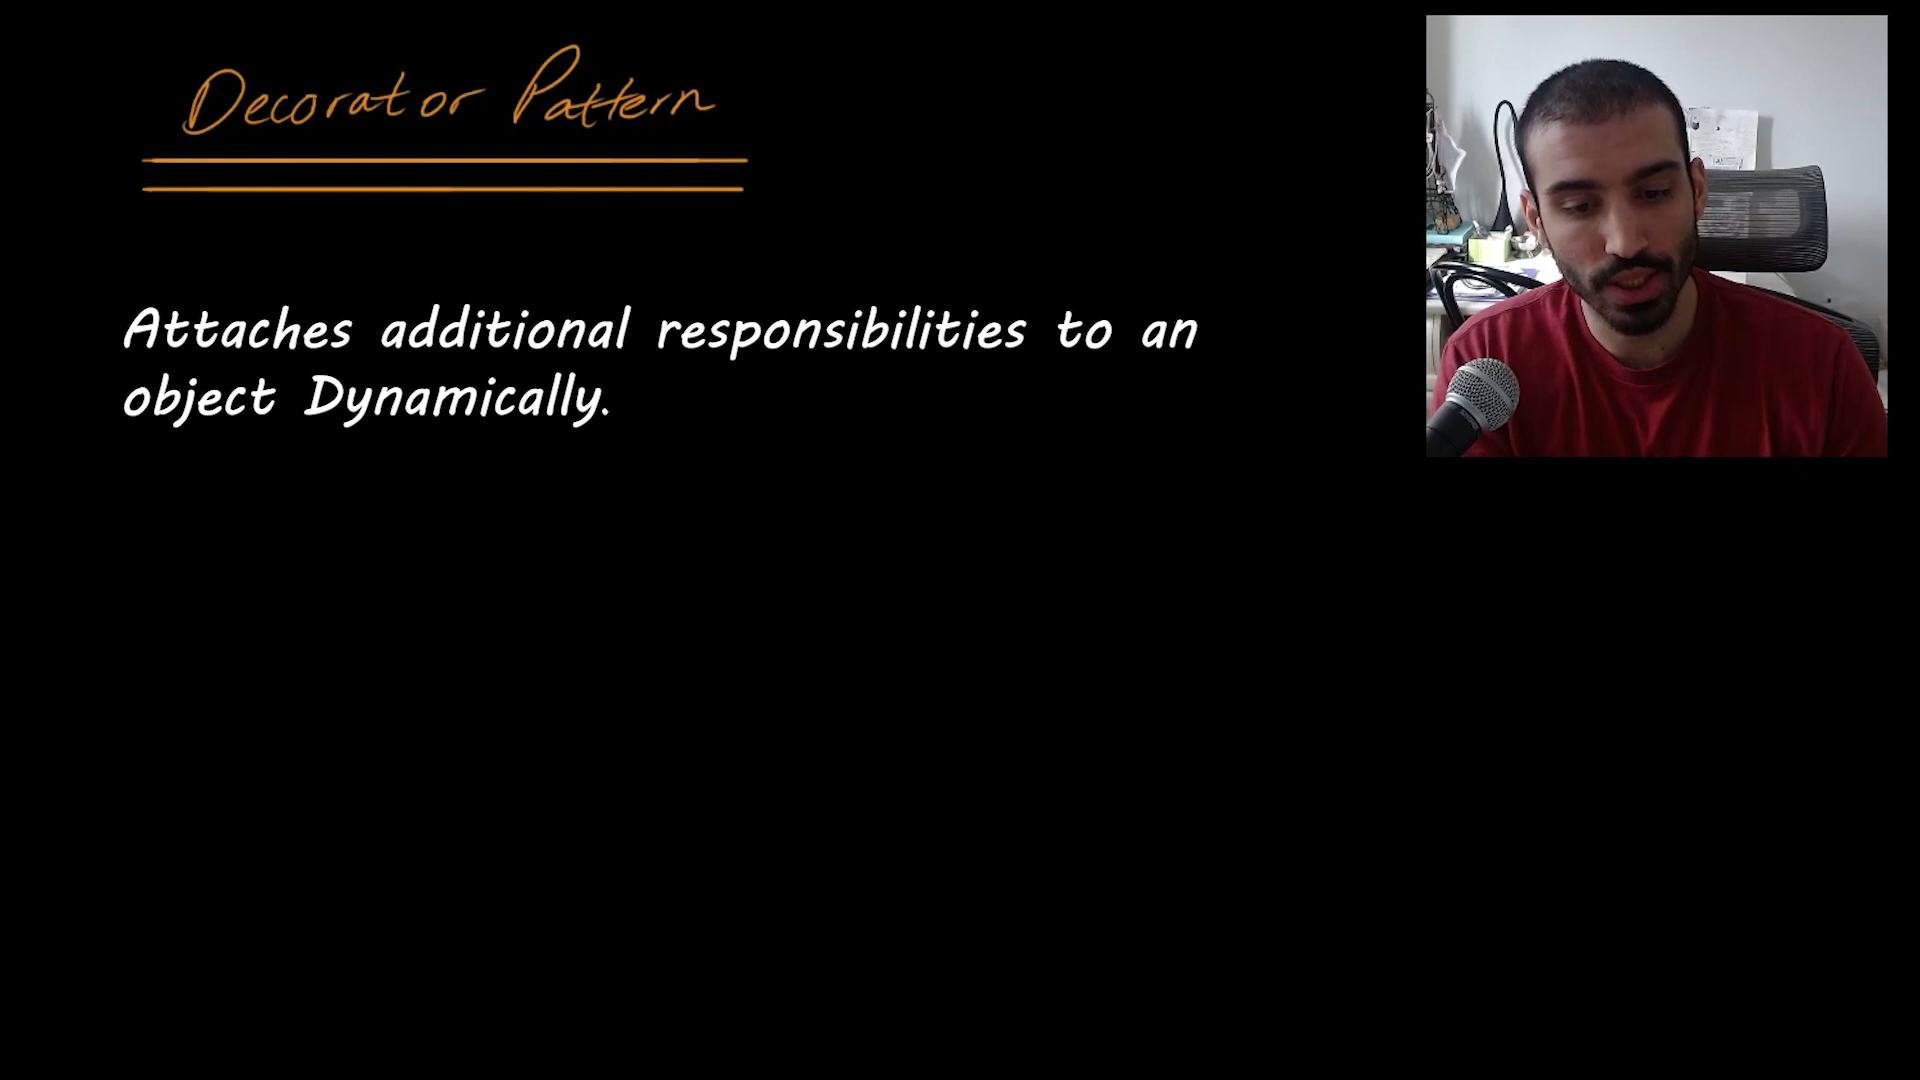 Decorator Pattern
Attaches additional responsibilities to an
object Dynamically.